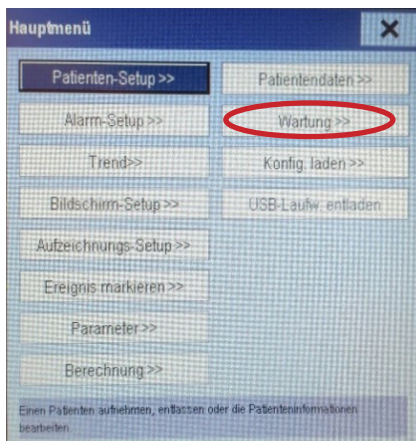 Hauptmenü
Patienten-Setup >>
Patientendaten >>
Alarm-Setup >>
Wartung >>
Trend>>
Konfig. laden >>
Bildschirm-Setup >>
USB-Laufw. entladen
Aufzeichnungs-Setup >>
Ereignis markieren >>
Parameter >>
Berechnung >>
Einen Patienten aufnehmen, entlassen oder die Patienteninformationen
bearbeiten.